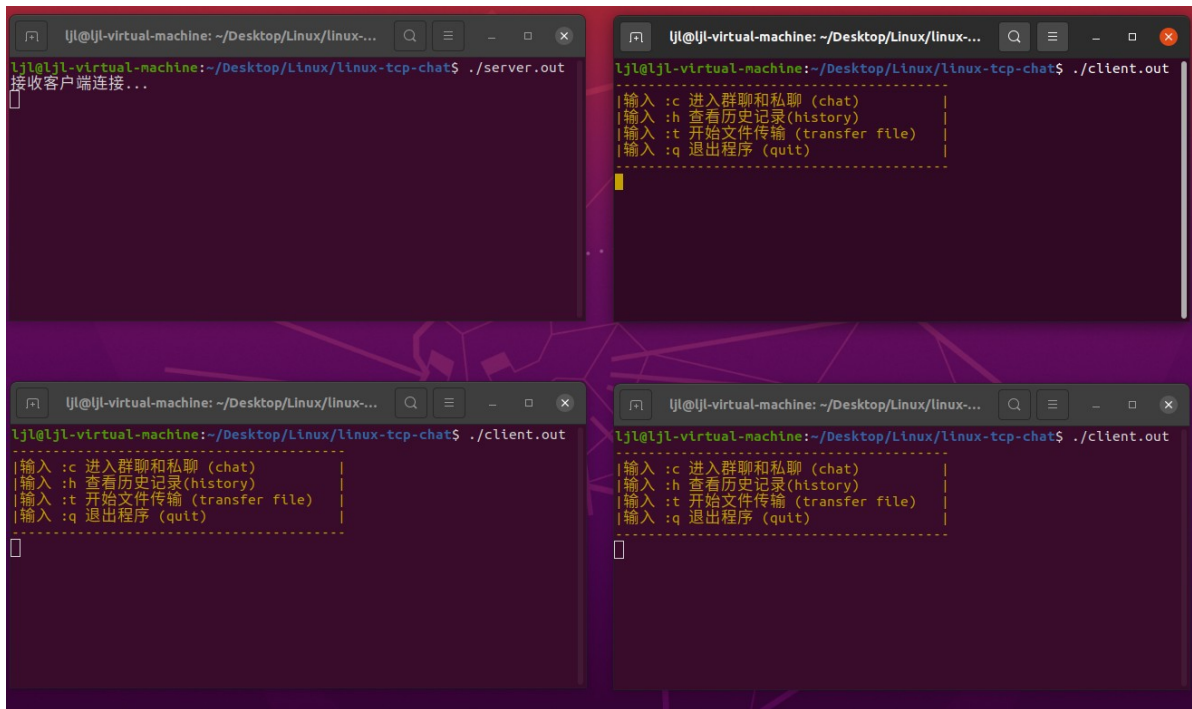 ljl@ljl-virtual-machine: ~/Desktop/Linux/linux-...
ljl@ljl-virtual-machine:~/Desktop/Linux/linux-tcp-chat$ ./server.out
接收客户端连接...
ljl@ljl-virtual-machine: ~/Desktop/Linux/linux-...
ljl@ljl-virtual-machine:~/Desktop/Linux/linux-tcp-chat$ ./client.out
-----------------------------------------
|输入 :c 进入群聊和私聊 (chat) |
|输入 :h 查看历史记录(history) |
|输入 :t 开始文件传输 (transfer file) |
|输入 :q 退出程序 (quit) |
-----------------------------------------
ljl@ljl-virtual-machine: ~/Desktop/Linux/linux-...
ljl@ljl-virtual-machine:~/Desktop/Linux/linux-tcp-chat$ ./client.out
-----------------------------------------
|输入 :c 进入群聊和私聊 (chat) |
|输入 :h 查看历史记录(history) |
|输入 :t 开始文件传输 (transfer file) |
|输入 :q 退出程序 (quit) |
-----------------------------------------
ljl@ljl-virtual-machine: ~/Desktop/Linux/linux-...
ljl@ljl-virtual-machine:~/Desktop/Linux/linux-tcp-chat$ ./client.out
-----------------------------------------
|输入 :c 进入群聊和私聊 (chat) |
|输入 :h 查看历史记录(history) |
|输入 :t 开始文件传输 (transfer file) |
|输入 :q 退出程序 (quit) |
-----------------------------------------